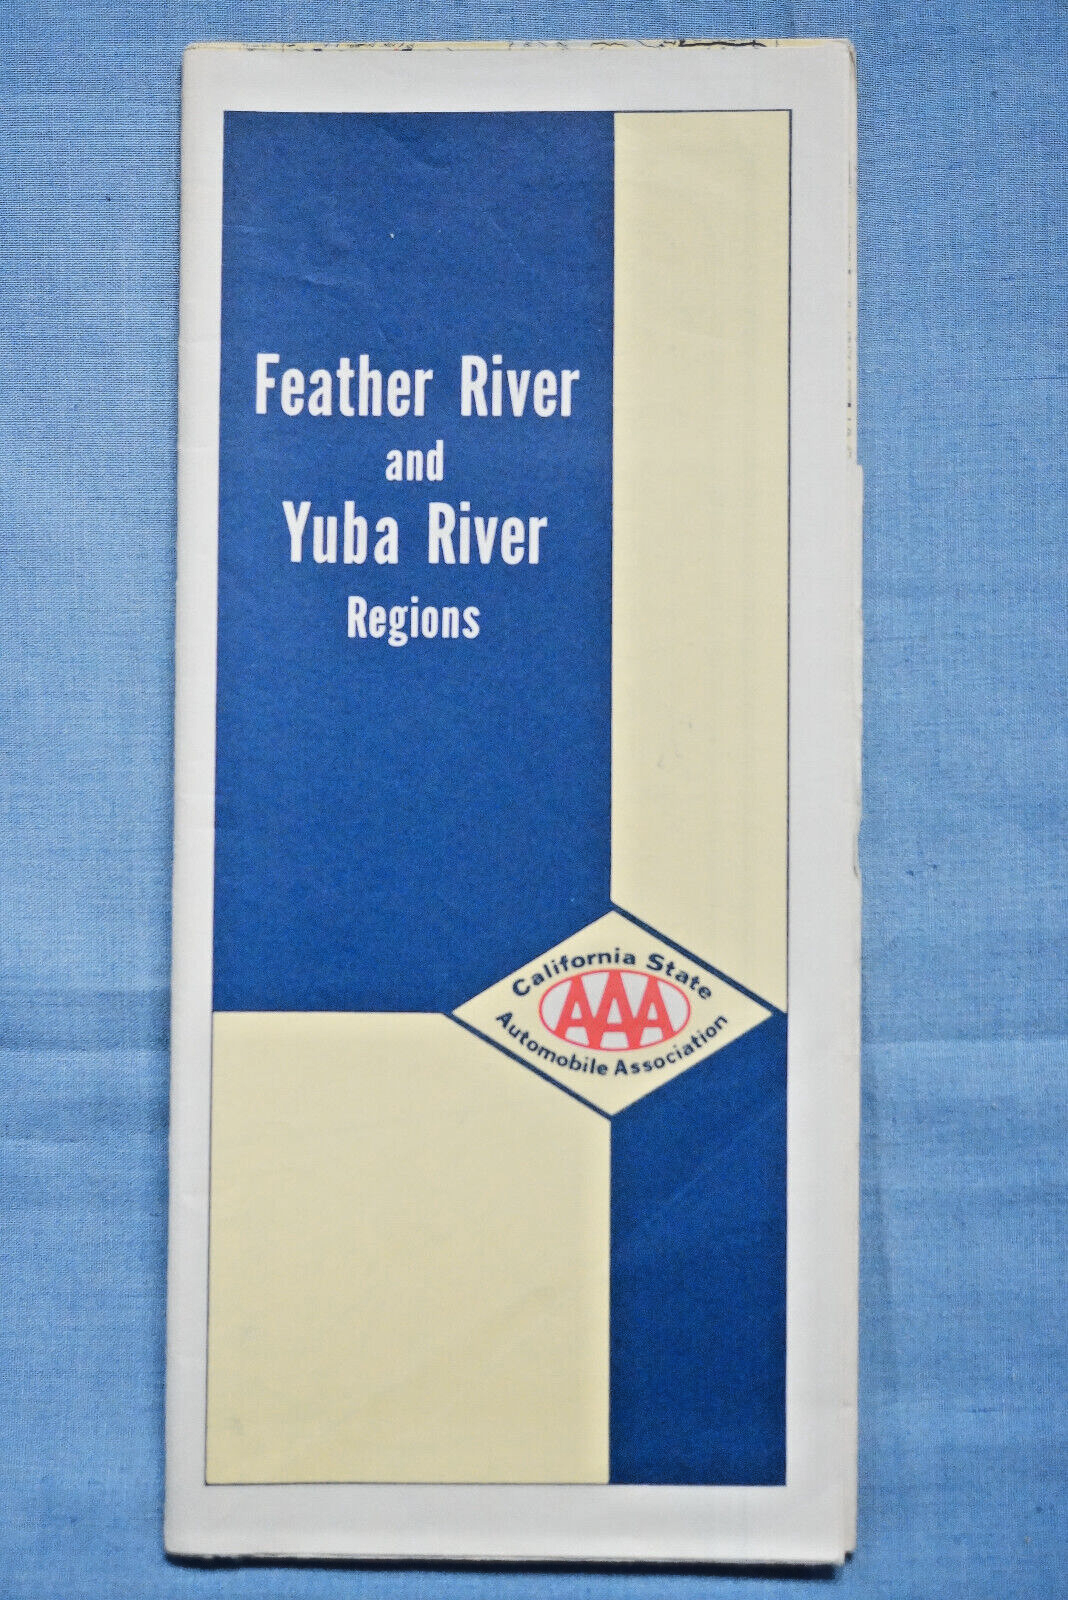 Feather River
and
Yuba River
Regions
California State
AAA
Automobile Association